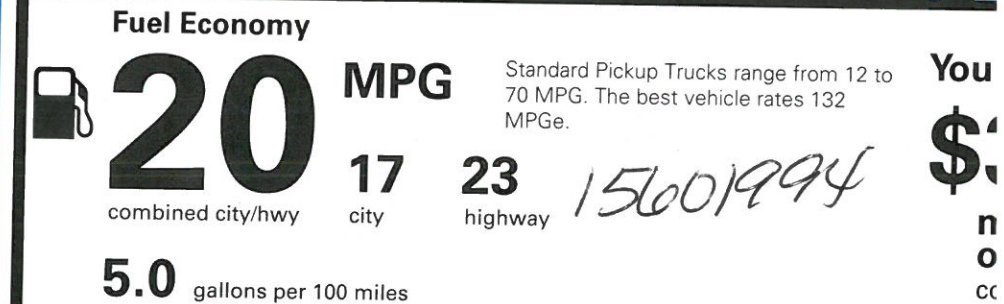 Fuel Economy
20 MPG
combined city/hwy
17
city
23
highway
Standard Pickup Trucks range from 12 to
70 MPG. The best vehicle rates 132
MPGe.
15601994
5.0 gallons per 100 miles
You
$